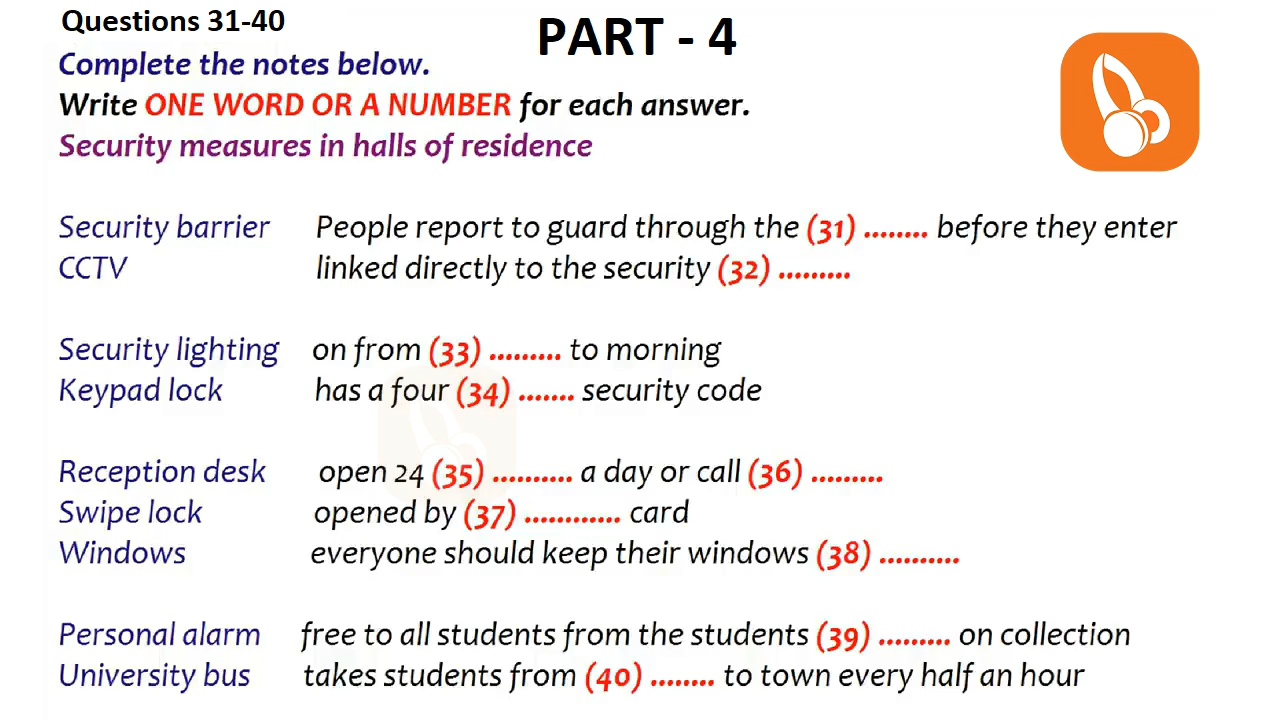 Questions 31-40
PART - 4
Complete the notes below.
Write ONE WORD OR A NUMBER for each answer.
Security measures in halls of residence
Security barrier People report to guard through the (31) ........ before they enter
CCTV linked directly to the security (32) .........
Security lighting on from (33) ......... to morning
Keypad lock has a four (34) ....... security code
Reception desk open 24 (35) .......... a day or call (36) .........
Swipe lock opened by (37) ............ card
Windows everyone should keep their windows (38) ..........
Personal alarm free to all students from the students (39) ......... on collection
University bus takes students from (40) ........ to town every half an hour